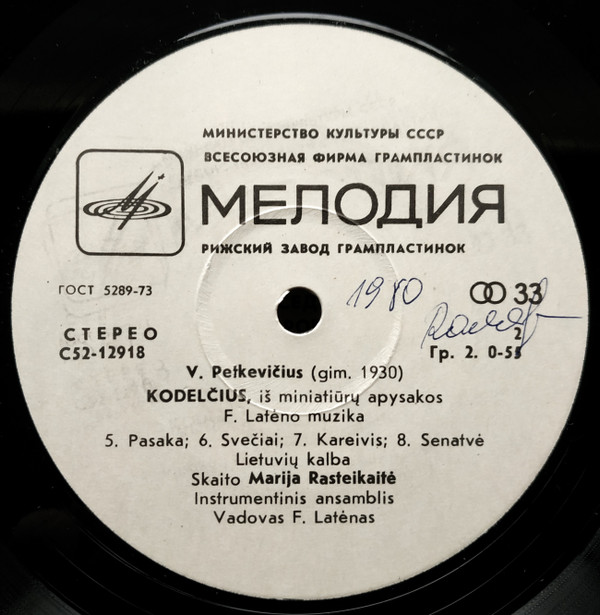 МИНИСТЕРСТВО КУЛЬТУРЫ СССР
ВСЕСОЮЗНАЯ ФИРМА ГРАМПЛАСТИНОК
МЕЛОДИЯ
РИЖСКИЙ ЗАВОД ГРАМПЛАСТИНОК
ГОСТ 5289-73
1980
33
СТЕРЕО
2
С52-12918
Гр. 2. 0-55
V. Petkevičius (gim. 1930)
KODELČIUS, iš miniatiūrų apysakos
F. Latėno muzika
5. Pasaka; 6. Svečiai; 7. Kareivis; 8. Senatvė
Lietuvių kalba
Skaito Marija Rasteikaitė
Instrumentinis ansamblis
Vadovas F. Latėnas